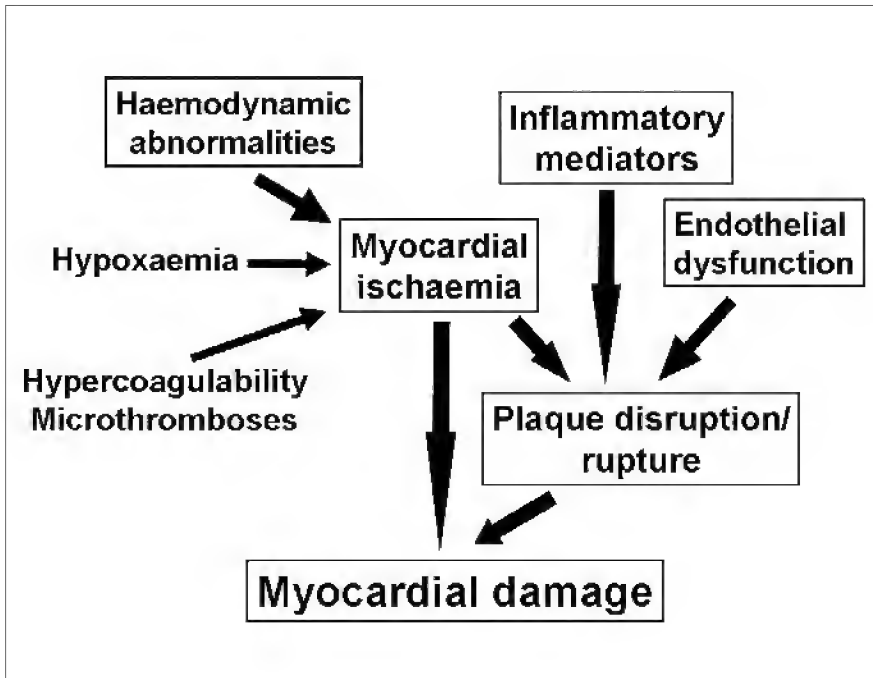 Haemodynamic
abnormalities
Inflammatory
mediators
Endothelial
dysfunction
Hypoxaemia
Myocardial
ischaemia
Hypercoagulability
Microthromboses
Plaque disruption/
rupture
Myocardial damage